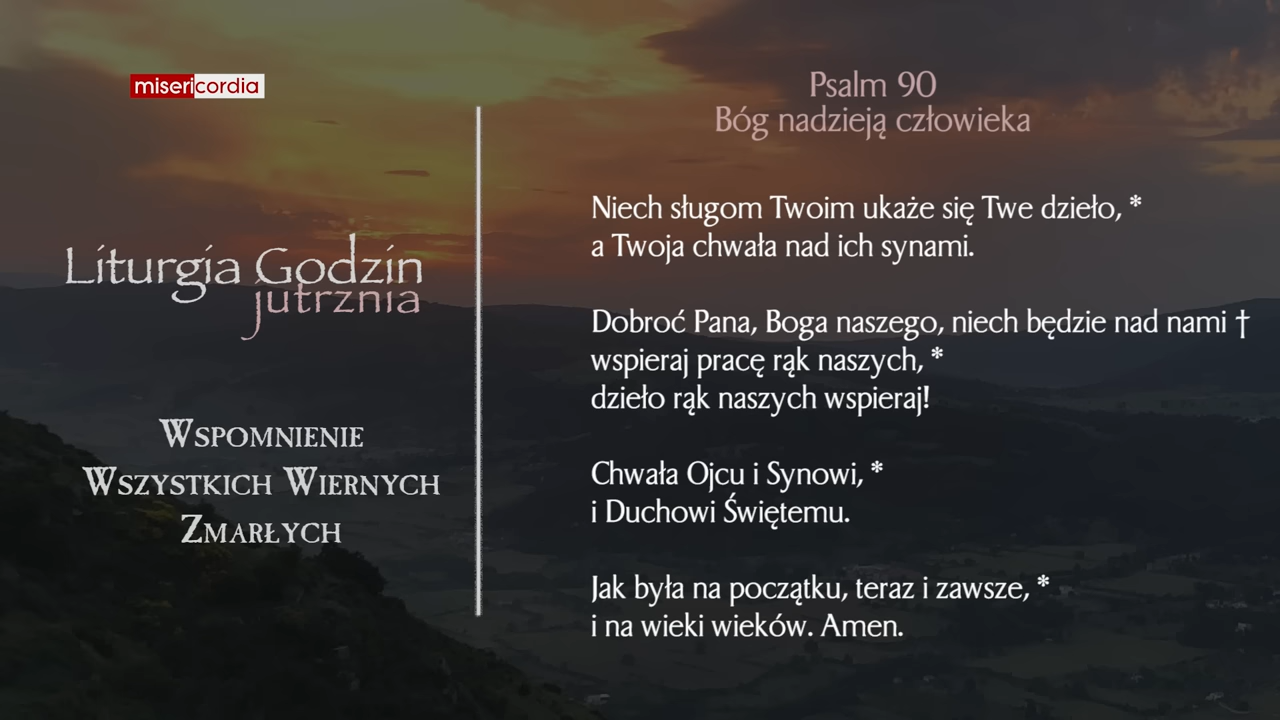 misericordia
Liturgia Godzin
jutrznia
Wspomnienie
Wszystkich Wiernych
Zmarłych
Psalm 90
Bóg nadzieją człowieka
Niech sługom Twoim ukaże się Twe dzieło, *
a Twoja chwała nad ich synami.
Dobroć Pana, Boga naszego, niech będzie nad nami †
wspieraj pracę rąk naszych, *
dzieło rąk naszych wspieraj!
Chwała Ojcu i Synowi, *
i Duchowi Świętemu.
Jak była na początku, teraz i zawsze, *
i na wieki wieków. Amen.